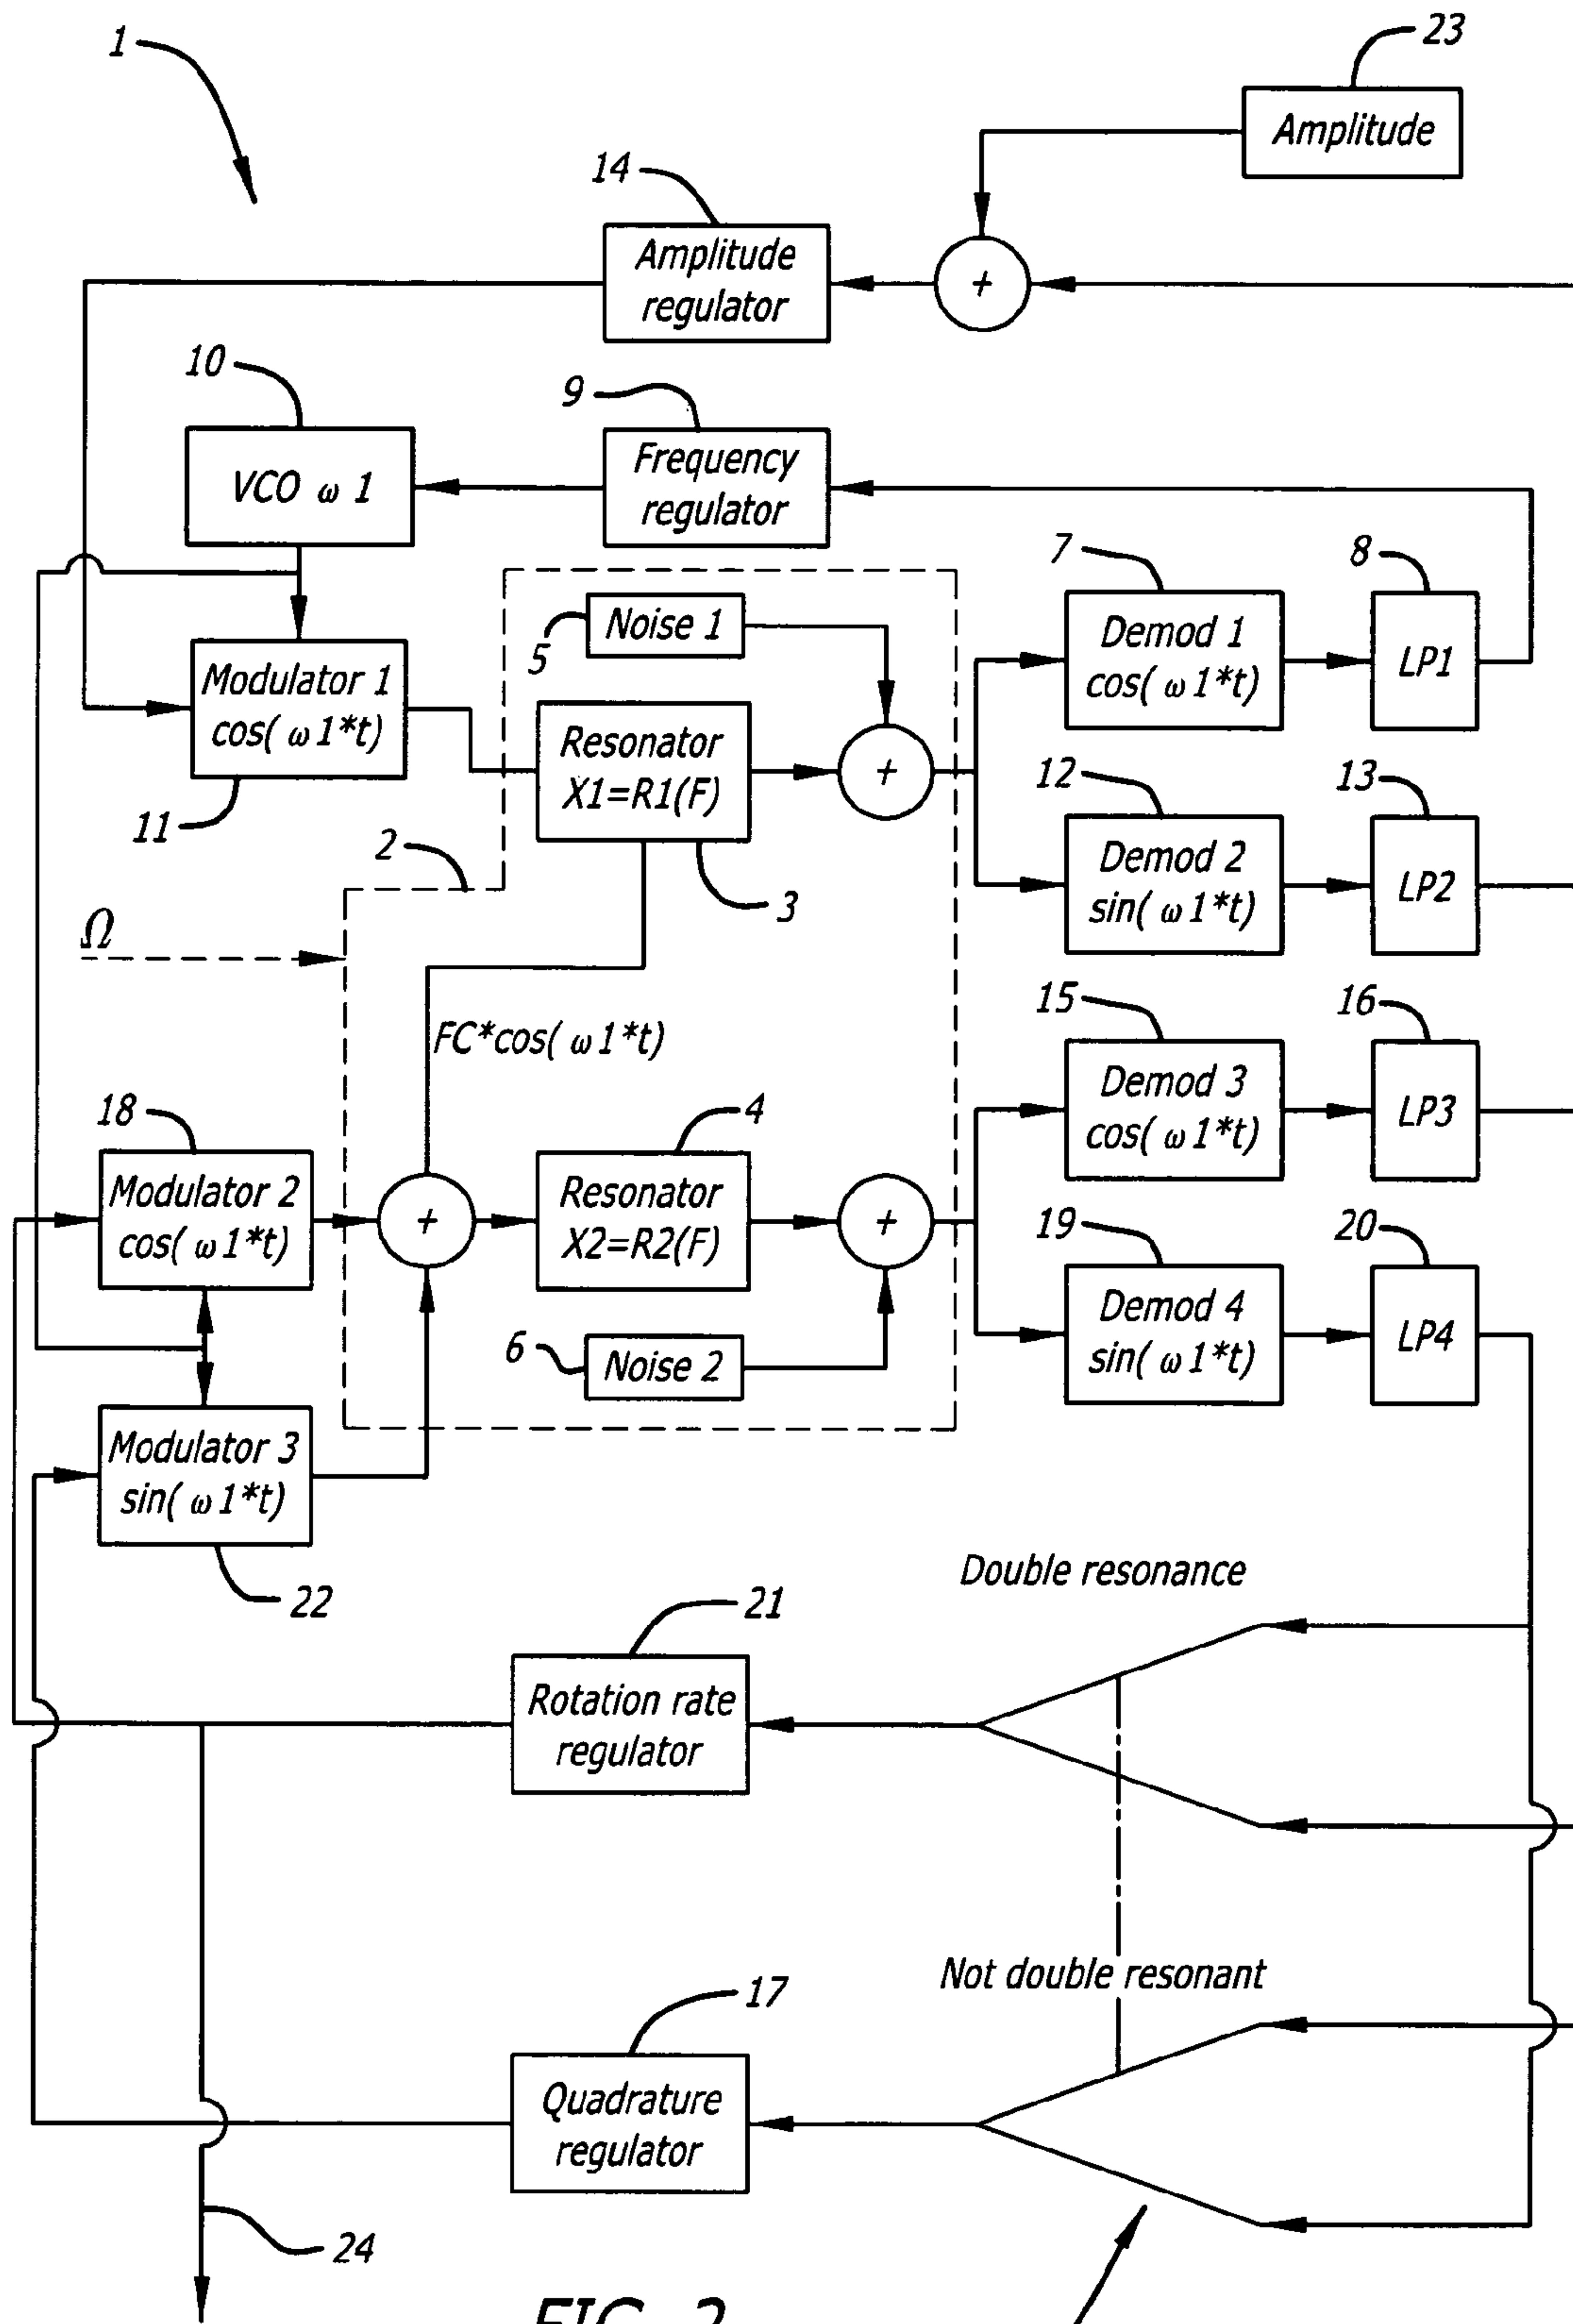 1
23
Amplitude
14
Amplitude
regulator
+
10
9
VCO ω 1
Frequency
regulator
7
8
5
Noise 1
Demod 1
cos( ω 1*t)
LP1
Modulator 1
cos( ω 1*t)
Resonator
X1=R1(F)
+
11
2
3
12
13
Demod 2
sin( ω 1*t)
LP2
Ω
FC*cos( ω 1*t)
15
16
Demod 3
cos( ω 1*t)
LP3
18
4
Modulator 2
cos( ω 1*t)
+
Resonator
X2=R2(F)
+
19
20
Demod 4
sin( ω 1*t)
LP4
6
Noise 2
Modulator 3
sin( ω 1*t)
22
Double resonance
21
Rotation rate
regulator
Not double resonant
17
Quadrature
regulator
24
FIG. 2